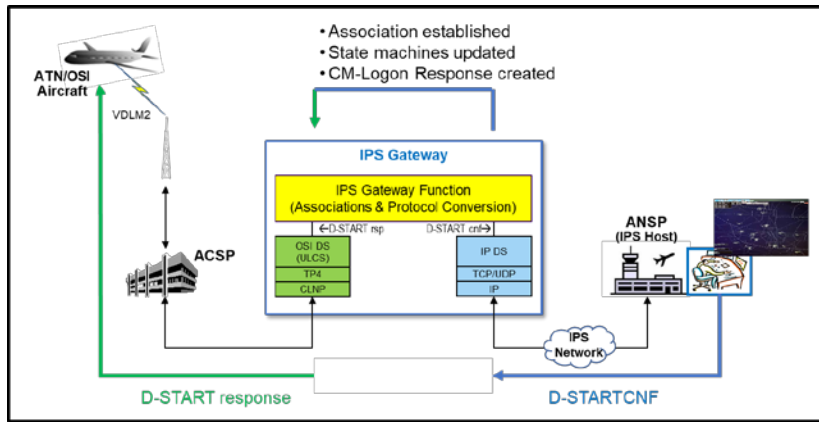 • Association established
• State machines updated
• CM-Logon Response created
ATN/OSI
Aircraft
VDLM2
IPS Gateway
IPS Gateway Function
(Associations & Protocol Conversion)
←D-START rsp
D-START cnf→
OSI DS
(ULCS)
TP4
CLNP
IP DS
TCP/UDP
IP
ACSP
ANSP
(IPS Host)
IPS
Network
D-START response
D-STARTCNF